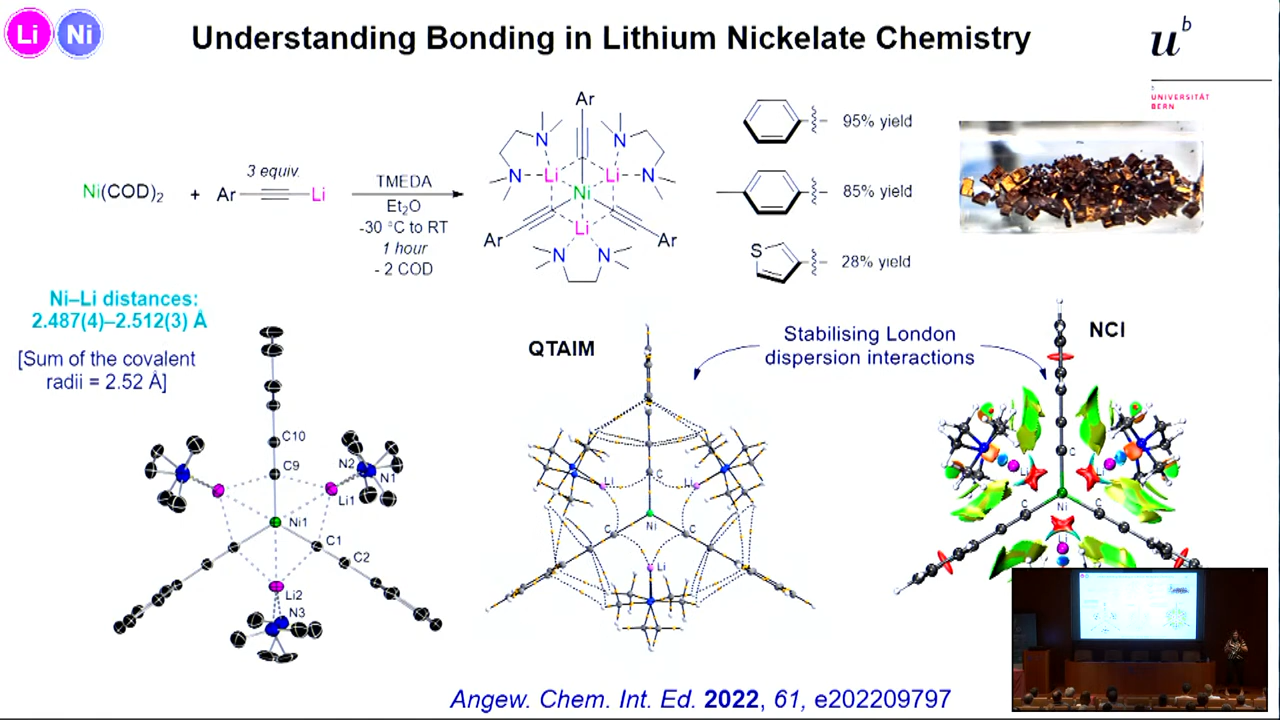 Li Ni
Understanding Bonding in Lithium Nickelate Chemistry
u^b
UNIVERSITÄT
BERN
Ni(COD)2 + Ar Li
3 equiv.
TMEDA
Et2O
-30 °C to RT
1 hour
- 2 COD
Ar
N N
N Li Li N
Ni
Ar Li Ar
N N
95% yield
85% yield
S 28% yield
Ni–Li distances:
2.487(4)–2.512(3) Å
[Sum of the covalent
radii = 2.52 Å]
C10
C9
N2
N1
Li1
Ni1
C1
C2
Li2
N3
QTAIM
Stabilising London
dispersion interactions
NCI
C
Li Li
Ni
C C
Li
C
Li Li
Ni
C C
Angew. Chem. Int. Ed. 2022, 61, e202209797